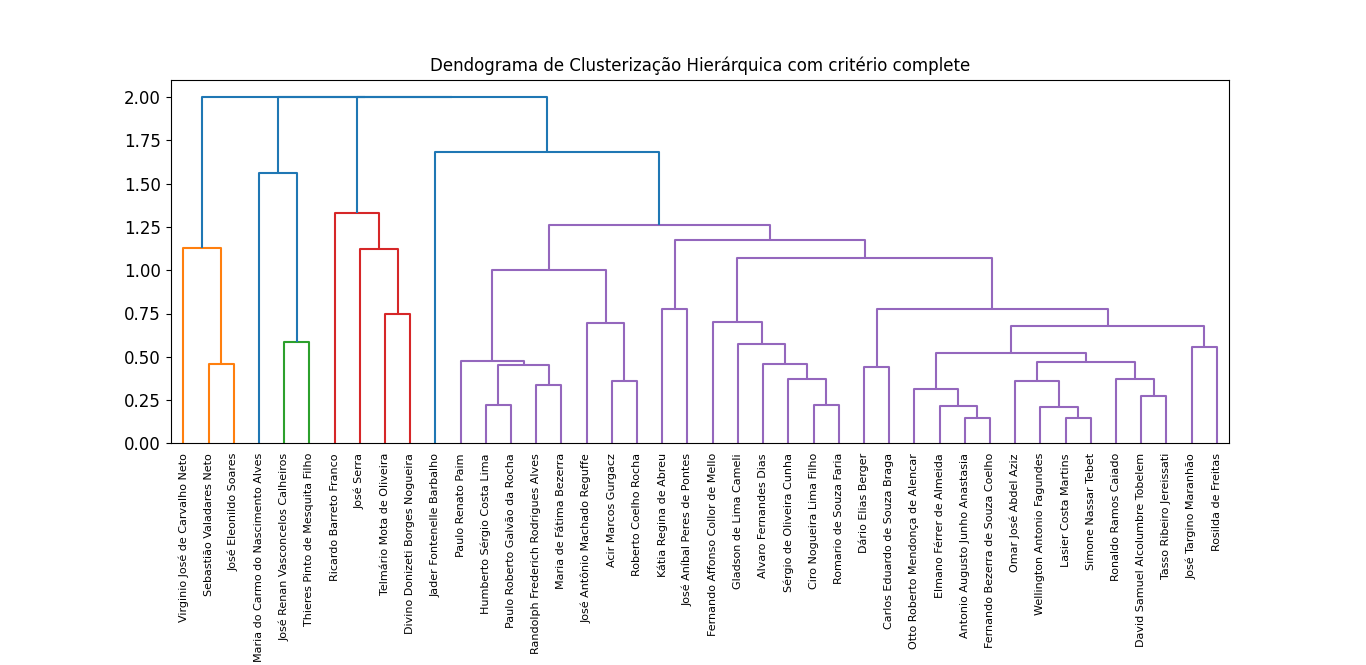 Dendograma de Clusterização Hierárquica com critério complete
2.00
1.75
1.50
1.25
1.00
0.75
0.50
0.25
0.00
Virginio José de Carvalho Neto
Sebastião Valadares Neto
José Eleonildo Soares
Maria do Carmo do Nascimento Alves
José Renan Vasconcelos Calheiros
Thieres Pinto de Mesquita Filho
Ricardo Barreto Franco
José Serra
Telmário Mota de Oliveira
Divino Donizeti Borges Nogueira
Jader Fontenelle Barbalho
Paulo Renato Paim
Humberto Sérgio Costa Lima
Paulo Roberto Galvão da Rocha
Randolph Frederich Rodrigues Alves
Maria de Fátima Bezerra
José Antônio Machado Reguffe
Acir Marcos Gurgacz
Roberto Coelho Rocha
Kátia Regina de Abreu
José Aníbal Peres de Pontes
Fernando Affonso Collor de Mello
Gladson de Lima Cameli
Alvaro Fernandes Dias
Sérgio de Oliveira Cunha
Ciro Nogueira Lima Filho
Romario de Souza Faria
Dário Elias Berger
Carlos Eduardo de Souza Braga
Otto Roberto Mendonça de Alencar
Elmano Férrer de Almeida
Antonio Augusto Junho Anastasia
Fernando Bezerra de Souza Coelho
Omar José Abdel Aziz
Wellington Antonio Fagundes
Lasier Costa Martins
Simone Nassar Tebet
Ronaldo Ramos Caiado
David Samuel Alcolumbre Tobelem
Tasso Ribeiro Jereissati
José Targino Maranhão
Rosilda de Freitas